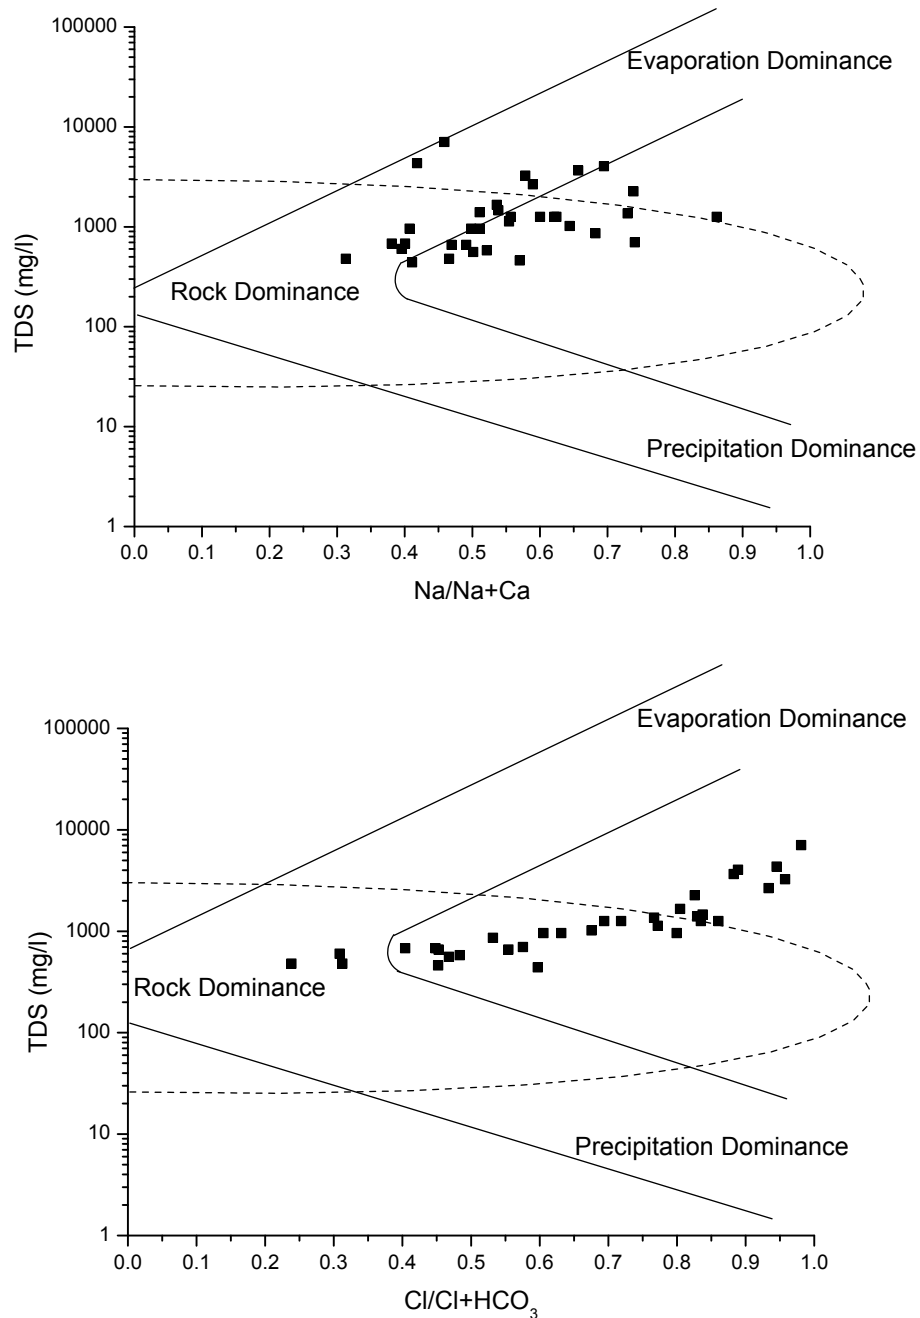 100000
Evaporation Dominance
10000
1000
Rock Dominance
TDS (mg/l)
100
10
Precipitation Dominance
1
0.0 0.1 0.2 0.3 0.4 0.5 0.6 0.7 0.8 0.9 1.0
Na/Na+Ca
Evaporation Dominance
100000
10000
1000
Rock Dominance
TDS (mg/l)
100
10
Precipitation Dominance
1
0.0 0.1 0.2 0.3 0.4 0.5 0.6 0.7 0.8 0.9 1.0
Cl/Cl+HCO₃